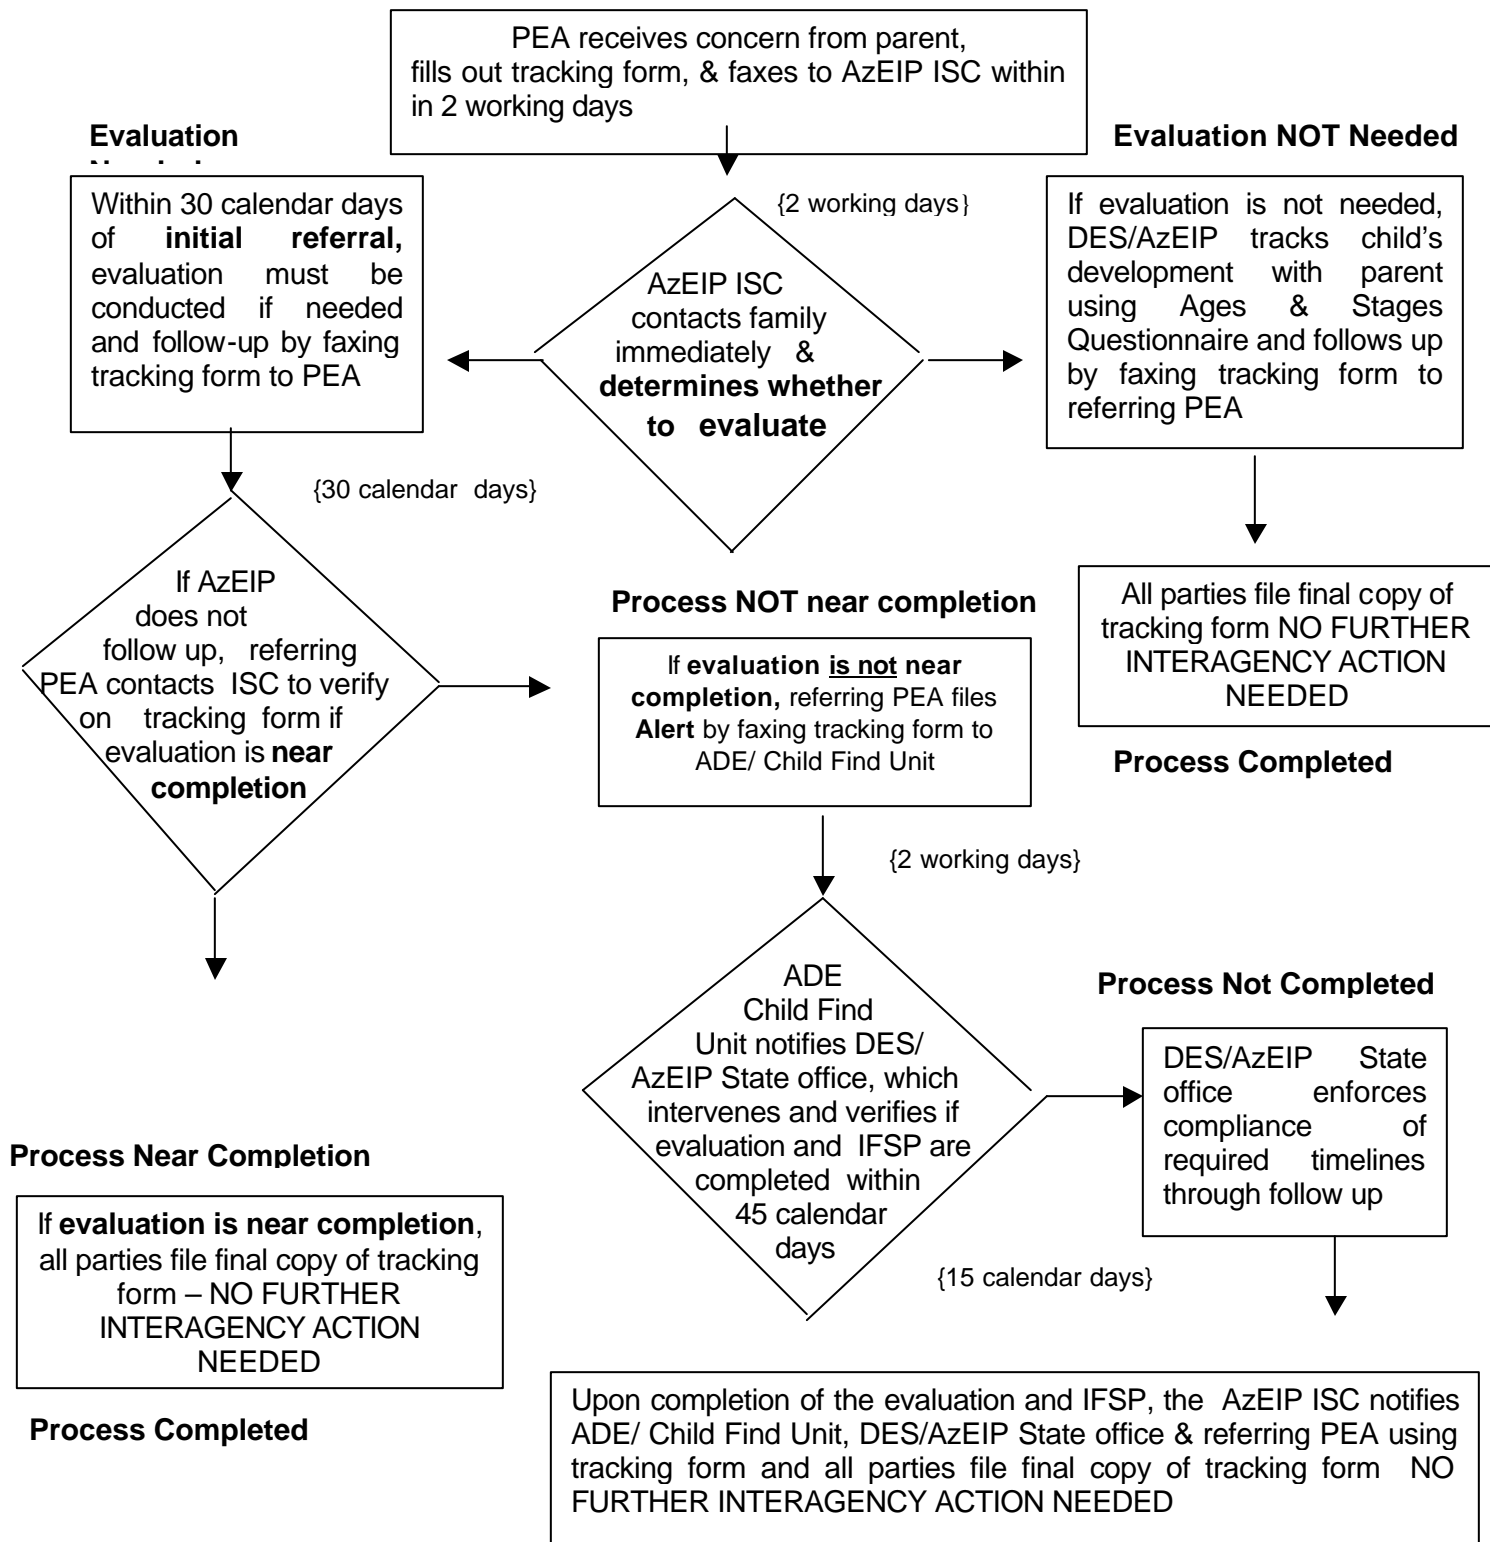 PEA receives concern from parent,
fills out tracking form, & faxes to AzEIP ISC within
in 2 working days
Evaluation
Evaluation NOT Needed
Within 30 calendar days
of initial referral,
evaluation must be
conducted if needed
and follow-up by faxing
tracking form to PEA
{2 working days}
AzEIP ISC
contacts family
immediately &
determines whether
to evaluate
If evaluation is not needed,
DES/AzEIP tracks child's
development with parent
using Ages & Stages
Questionnaire and follows up
by faxing tracking form to
referring PEA
{30 calendar days}
If AzEIP
does not
follow up, referring
PEA contacts ISC to verify
on tracking form if
evaluation is near
completion
Process NOT near completion
If evaluation is not near
completion, referring PEA files
Alert by faxing tracking form to
ADE/ Child Find Unit
All parties file final copy of
tracking form NO FURTHER
INTERAGENCY ACTION
NEEDED
Process Completed
{2 working days}
ADE
Child Find
Unit notifies DES/
AzEIP State office, which
intervenes and verifies if
evaluation and IFSP are
completed within
45 calendar
days
Process Not Completed
DES/AzEIP State
office enforces
compliance of
required timelines
through follow up
{15 calendar days}
Process Near Completion
If evaluation is near completion,
all parties file final copy of tracking
form – NO FURTHER
INTERAGENCY ACTION
NEEDED
Process Completed
Upon completion of the evaluation and IFSP, the AzEIP ISC notifies
ADE/ Child Find Unit, DES/AzEIP State office & referring PEA using
tracking form and all parties file final copy of tracking form NO
FURTHER INTERAGENCY ACTION NEEDED